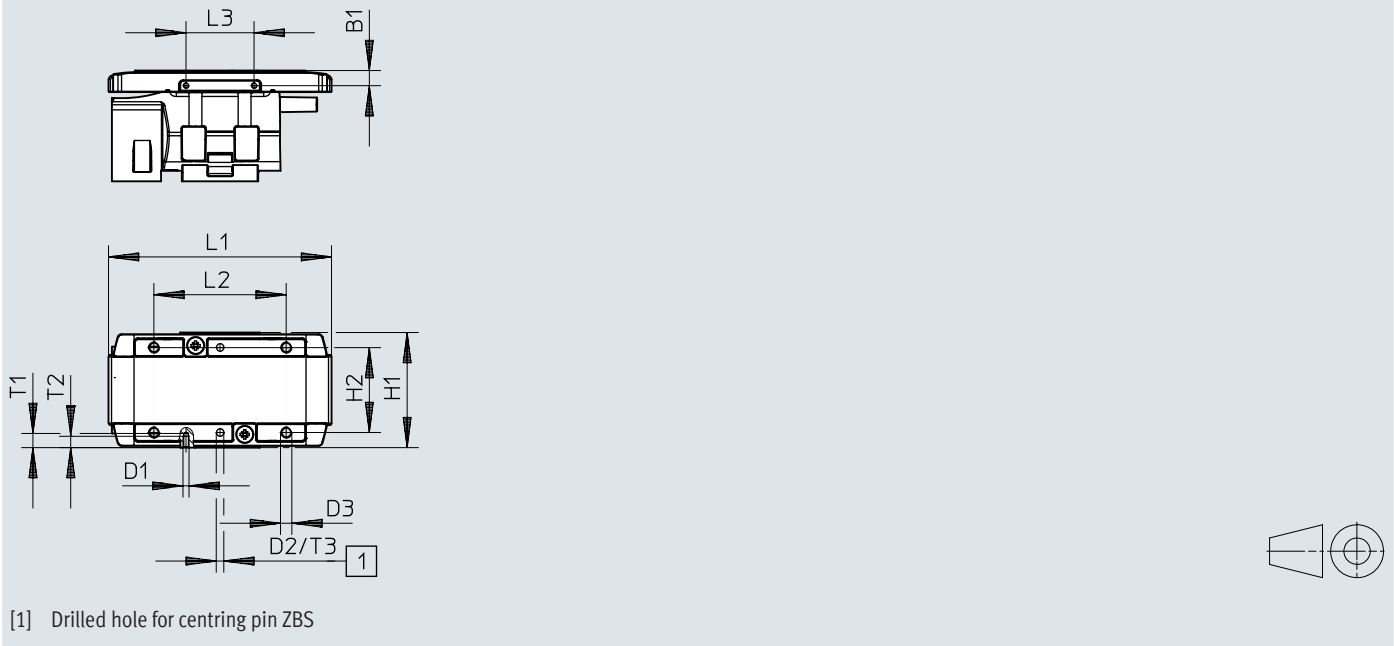 L3
B1
L1
L2
T1
T2
H2
H1
D1
D3
D2/T3
1
[1] Drilled hole for centring pin ZBS